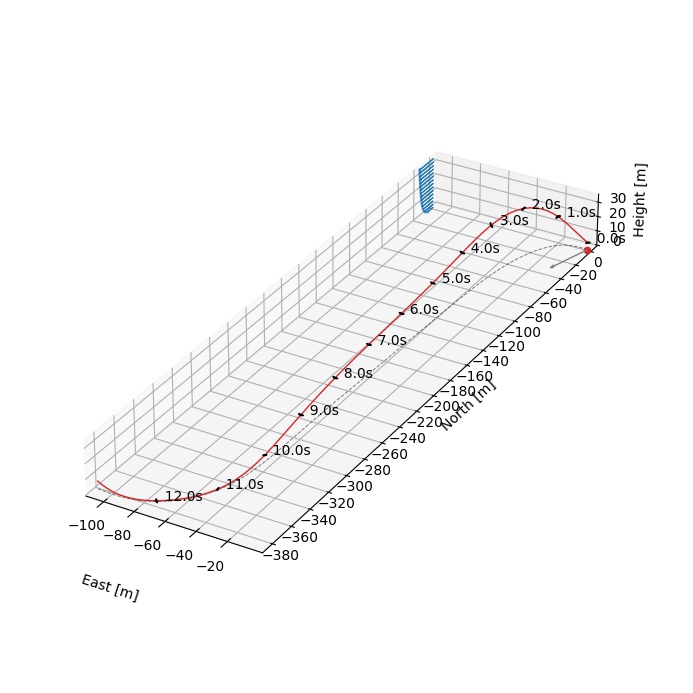 30
20
10
0
Height [m]
0.0s
1.0s
2.0s
3.0s
4.0s
5.0s
6.0s
7.0s
8.0s
9.0s
10.0s
11.0s
12.0s
0
−20
−40
−60
−80
−100
−120
−140
−160
−180
−200
−220
−240
−260
−280
−300
−320
−340
−360
−380
North [m]
−100
−80
−60
−40
−20
East [m]